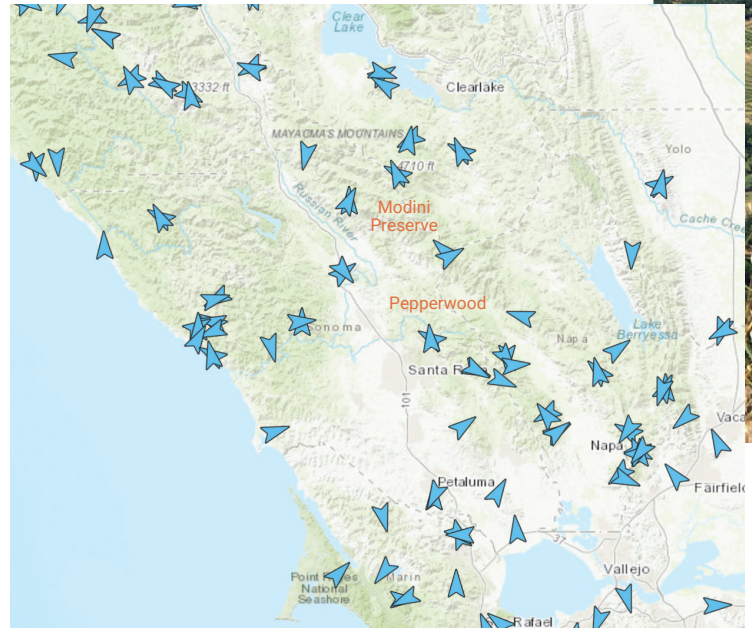 Clear
Lake
3332 ft
Clearlake
MAYACMAS MOUNTAINS
Yolo
4710 ft
Russian River
Modini
Preserve
Cache Cree
Pepperwood
Sonoma
Lake
Berryessa
Napa
Santa R
101
Vaca
Napa
Petaluma
Fairfield
37
Vallejo
Point Reyes
National
Seashore
Marin
Rafael